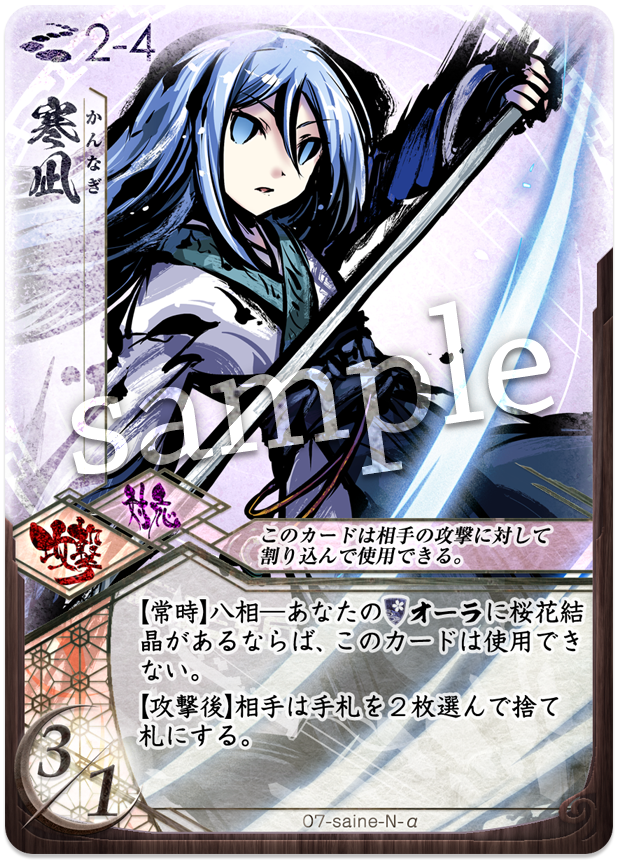 2-4
寒凪
かんなぎ
sample
攻撃
対応
このカードは相手の攻撃に対して
割り込んで使用できる。
【常時】八相─あなたのオーラに桜花結
晶があるならば、このカードは使用でき
ない。
【攻撃後】相手は手札を２枚選んで捨て
札にする。
3/1
07-saine-N-α